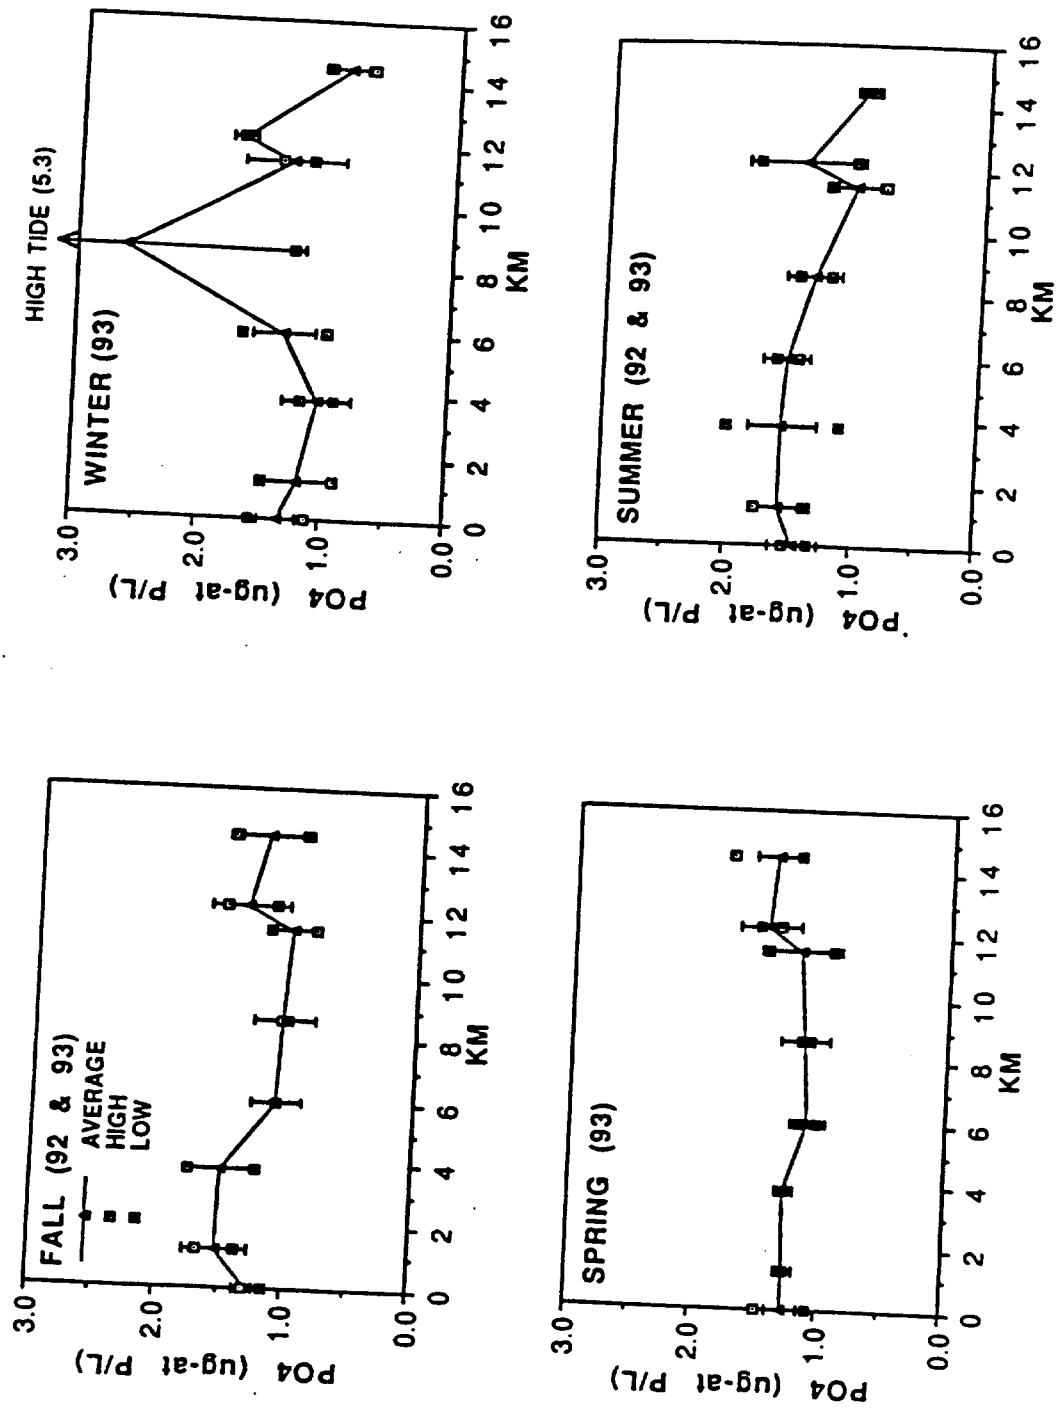 FALL (92 & 93)
AVERAGE
HIGH
LOW
3.0
2.0
1.0
0.0
PO4 (ug-at P/L)
0 2 4 6 8 10 12 14 16
KM
HIGH TIDE (5.3)
WINTER (93)
3.0
2.0
1.0
0.0
PO4 (ug-at P/L)
0 2 4 6 8 10 12 14 16
KM
SPRING (93)
3.0
2.0
1.0
0.0
PO4 (ug-at P/L)
0 2 4 6 8 10 12 14 16
KM
SUMMER (92 & 93)
3.0
2.0
1.0
0.0
PO4 (ug-at P/L)
0 2 4 6 8 10 12 14 16
KM